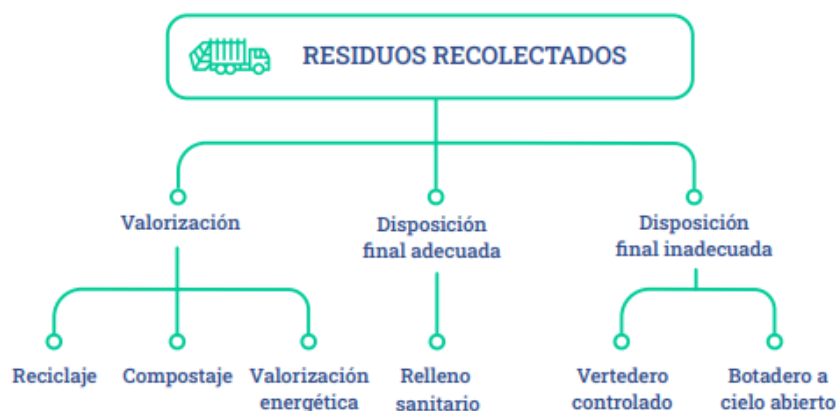 RESIDUOS RECOLECTADOS
Valorización
Disposición
final adecuada
Disposición
final inadecuada
Reciclaje
Compostaje
Valorización
energética
Relleno
sanitario
Vertedero
controlado
Botadero a
cielo abierto